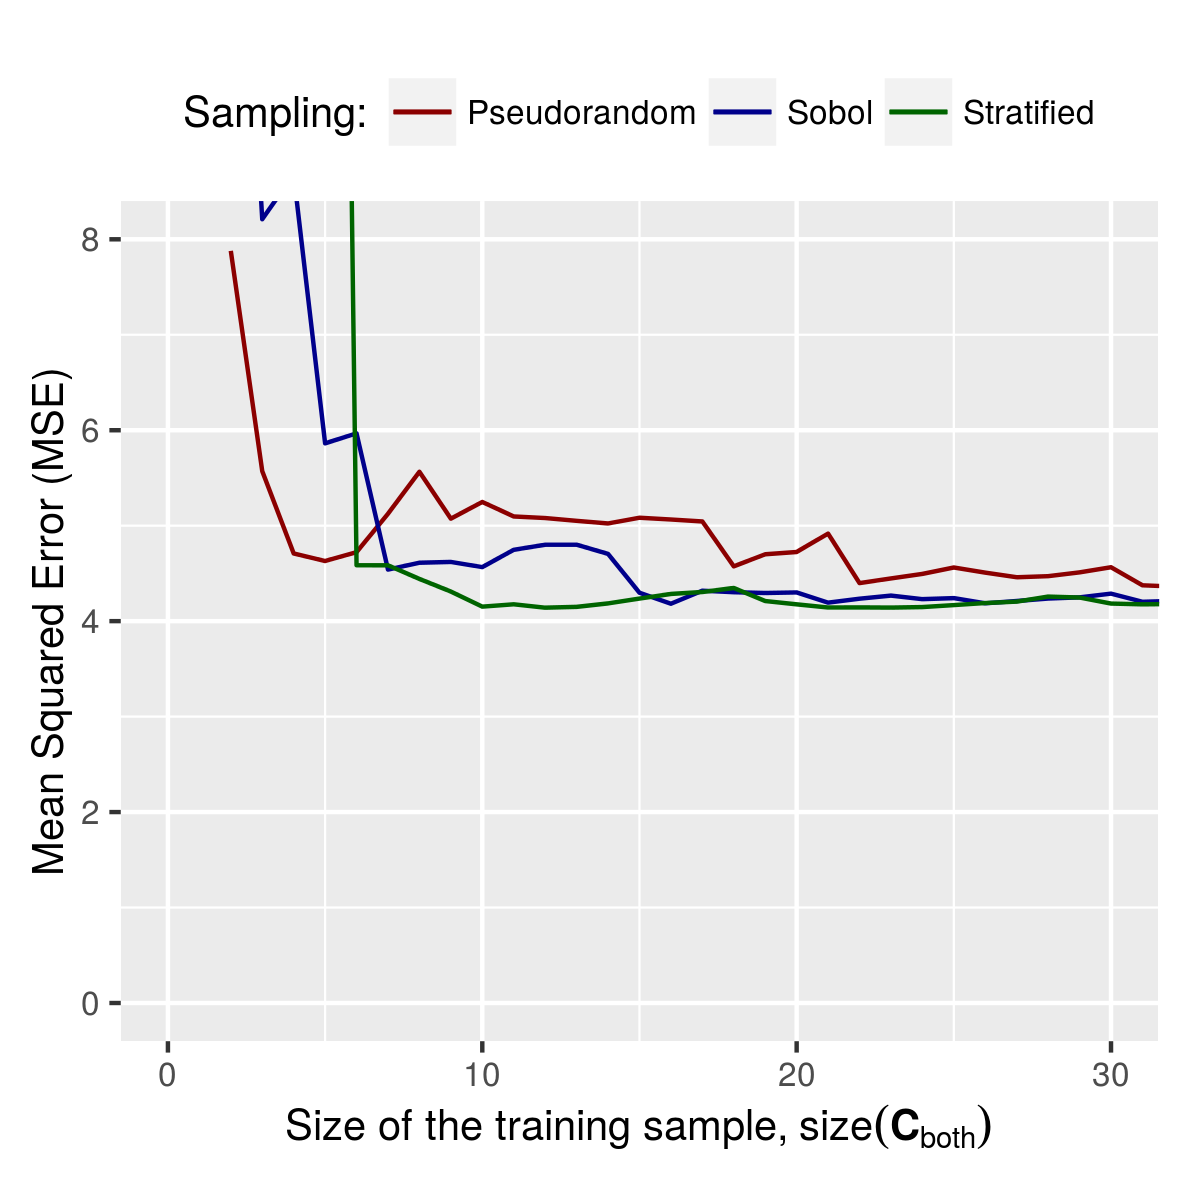 Sampling: Pseudorandom Sobol Stratified
8
6
4
2
0
Mean Squared Error (MSE)
0 10 20 30
Size of the training sample, size(C_both)